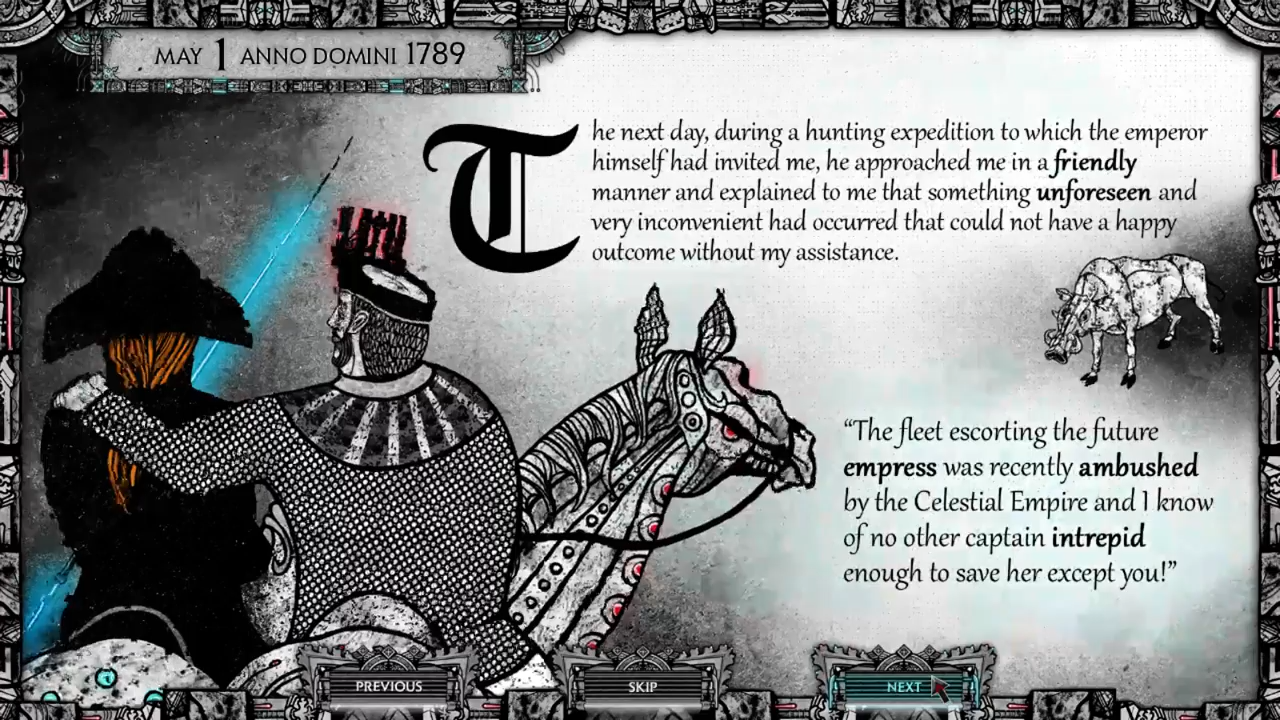 MAY 1 ANNO DOMINI 1789
The next day, during a hunting expedition to which the emperor
himself had invited me, he approached me in a friendly
manner and explained to me that something unforeseen and
very inconvenient had occurred that could not have a happy
outcome without my assistance.
“The fleet escorting the future
empress was recently ambushed
by the Celestial Empire and I know
of no other captain intrepid
enough to save her except you!”
PREVIOUS
SKIP
NEXT